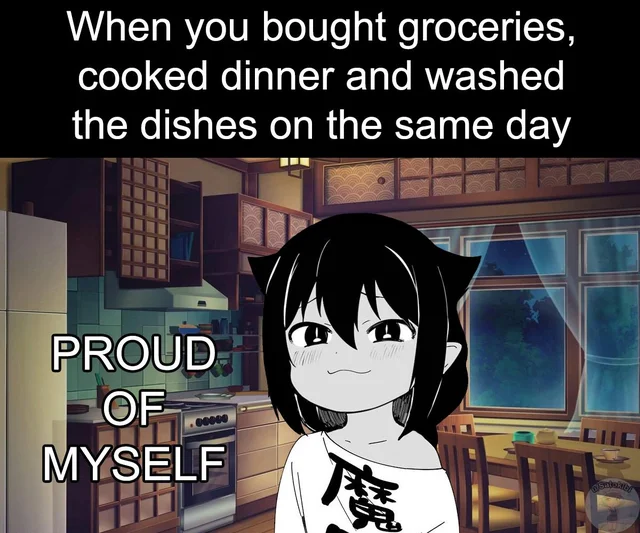 When you bought groceries,
cooked dinner and washed
the dishes on the same day
PROUD
OF
MYSELF
魔